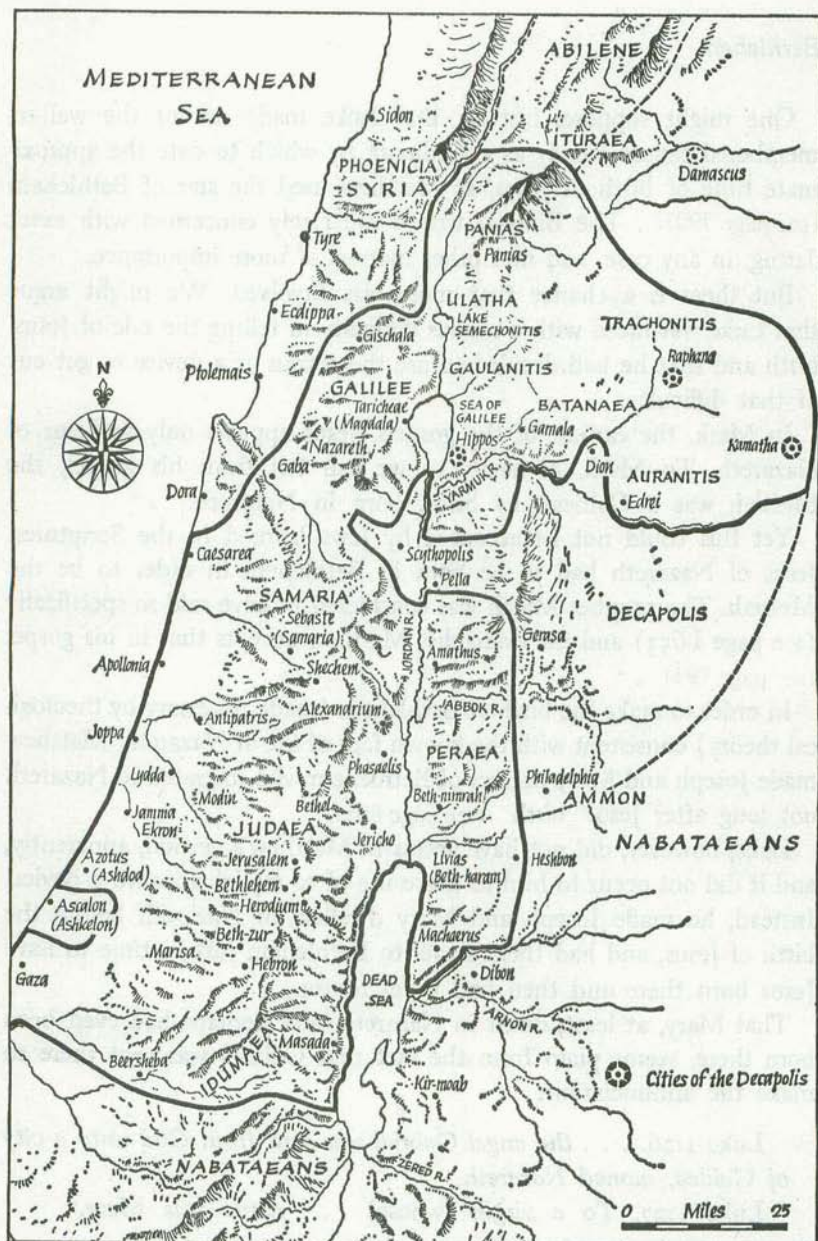 MEDITERRANEAN
SEA
ABILENE
Sidon
ITURAEA
PHOENICIA
(SYRIA)
Damascus
PANIAS
Panias
Tyre
ULATHA
LAKE
SEMECHONITIS
TRACHONITIS
Ecdippa
Gischala
GAULANITIS
Raphana
Ptolemais
GALILEE
BATANAEA
Taricheae
(Magdala)
SEA OF
GALILEE
Gamala
Hippos
Kanatha
N
Nazareth
Dion
Gaba
YARMUK R.
AURANITIS
Edrei
Dora
Caesarea
Scythopolis
Pella
SAMARIA
DECAPOLIS
Sebaste
(Samaria)
JORDAN R.
Gerasa
Amathus
Apollonia
Shechem
JABBOK R.
Antipatris
Alexandrium
Joppa
PERAEA
Phasaelis
Philadelphia
Lydda
Modin
Bethel
Beth-nimrah
AMMON
Jamnia
Ekron
JUDAEA
Jericho
NABATAEANS
Azotus
(Ashdod)
Jerusalem
Livias
(Beth-haram)
Heshbon
Bethlehem
Ascalon
(Ashkelon)
Herodium
Beth-zur
Machaerus
Marisa
Hebron
Dibon
Gaza
DEAD
SEA
ARNON R.
Masada
IDUMAEA
Beersheba
Kir-moab
Cities of the Decapolis
NABATAEANS
ZERED R.
0 Miles 25